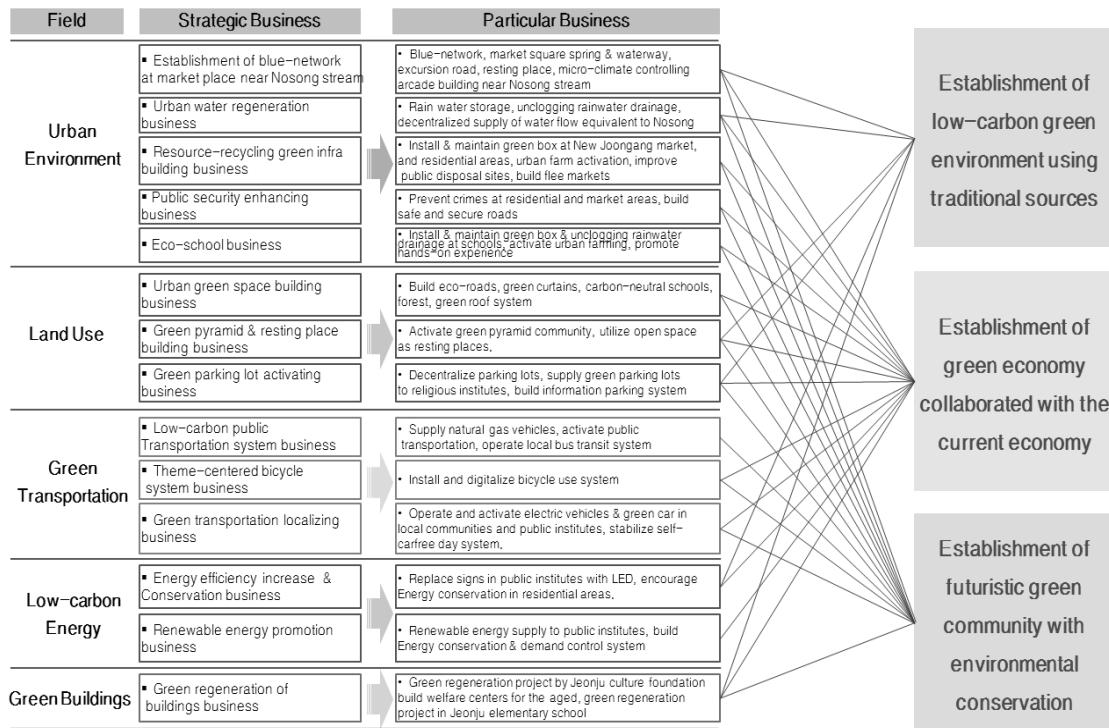 Field
Strategic Business
Particular Business
Urban
Environment
▪ Establishment of blue-network
at market place near Nosong stream
• Blue-network, market square spring & waterway,
excursion road, resting place, micro-climate controlling
arcade building near Nosong stream
▪ Urban water regeneration
business
• Rain water storage, unclogging rainwater drainage,
decentralized supply of water flow equivalent to Nosong
▪ Resource-recycling green infra
building business
• Install & maintain green box at New Joongang market,
and residential areas, urban farm activation, improve
public disposal sites, build flee markets
▪ Public security enhancing
business
• Prevent crimes at residential and market areas, build
safe and secure roads
▪ Eco-school business
• Install & maintain green box & unclogging rainwater
drainage at schools, activate urban farming, promote
hands-on experience
Land Use
▪ Urban green space building
business
• Build eco-roads, green curtains, carbon-neutral schools,
forest, green roof system
▪ Green pyramid & resting place
building business
• Activate green pyramid community, utilize open space
as resting places.
▪ Green parking lot activating
business
• Decentralize parking lots, supply green parking lots
to religious institutes, build information parking system
Green
Transportation
▪ Low-carbon public
Transportation system business
• Supply natural gas vehicles, activate public
transportation, operate local bus transit system
▪ Theme-centered bicycle
system business
• Install and digitalize bicycle use system
▪ Green transportation localizing
business
• Operate and activate electric vehicles & green car in
local communities and public institutes, stabilize self-
carfree day system.
Low-carbon
Energy
▪ Energy efficiency increase &
Conservation business
• Replace signs in public institutes with LED, encourage
Energy conservation in residential areas.
▪ Renewable energy promotion
business
• Renewable energy supply to public institutes, build
Energy conservation & demand control system
Green Buildings
▪ Green regeneration of
buildings business
• Green regeneration project by Jeonju culture foundation
build welfare centers for the aged, green regeneration
project in Jeonju elementary school
Establishment of
low-carbon green
environment using
traditional sources
Establishment of
green economy
collaborated with the
current economy
Establishment of
futuristic green
community with
environmental
conservation